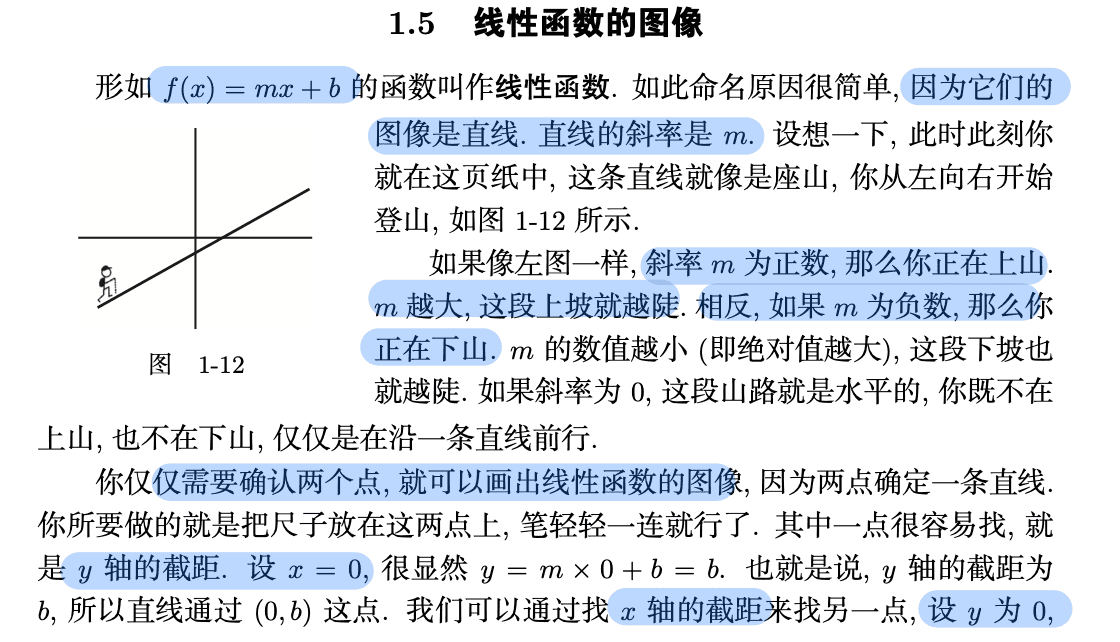 1.5 线性函数的图像
形如 f(x) = mx + b 的函数叫作线性函数. 如此命名原因很简单, 因为它们的
图像是直线. 直线的斜率是 m. 设想一下, 此时此刻你
就在这页纸中, 这条直线就像是座山, 你从左向右开始
登山, 如图 1-12 所示.
如果像左图一样, 斜率 m 为正数, 那么你正在上山.
m 越大, 这段上坡就越陡. 相反, 如果 m 为负数, 那么你
正在下山. m 的数值越小 (即绝对值越大), 这段下坡也
就越陡. 如果斜率为 0, 这段山路就是水平的, 你既不在
图 1-12
上山, 也不在下山, 仅仅是在沿一条直线前行.
你仅仅需要确认两个点, 就可以画出线性函数的图像, 因为两点确定一条直线.
你所要做的就是把尺子放在这两点上, 笔轻轻一连就行了. 其中一点很容易找, 就
是 y 轴的截距. 设 x = 0, 很显然 y = m × 0 + b = b. 也就是说, y 轴的截距为
b, 所以直线通过 (0, b) 这点. 我们可以通过找 x 轴的截距来找另一点, 设 y 为 0,